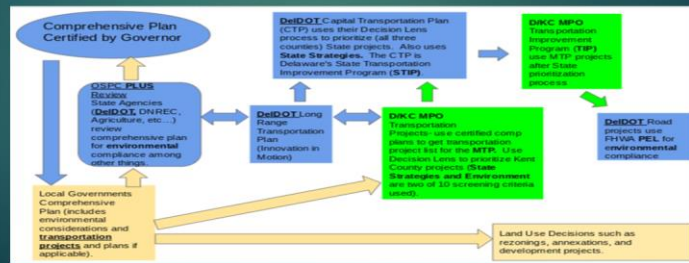 Comprehensive Plan
Certified by Governor
DelDOT Capital Transportation Plan
(CTP) uses their Decision Lens
process to prioritize (all three
counties) State projects. Also uses
State Strategies. The CTP is
Delaware's State Transportation
Improvement Program (STIP).
D/KC MPO
Transportation
Improvement
Program (TIP)
use MTP projects
after State
prioritization
process
OSPC PLUS
Review
State Agencies
(DelDOT, DNREC,
Agriculture, etc...)
review
comprehensive plan
for environmental
compliance among
other things.
DelDOT Long
Range
Transportation
Plan
(Innovation in
Motion)
D/KC MPO
Transportation
Projects- use certified comp
plans to get transportation
project list for the MTP. Use
Decision Lens to prioritize Kent
County projects (State
Strategies and Environment
are two of 10 screening criteria
used).
DelDOT Road
projects use
FHWA PEL for
environmental
compliance
Local Governments
Comprehensive
Plan (includes
environmental
considerations and
transportation
projects and plans if
applicable).
Land Use Decisions such as
rezonings, annexations, and
development projects.